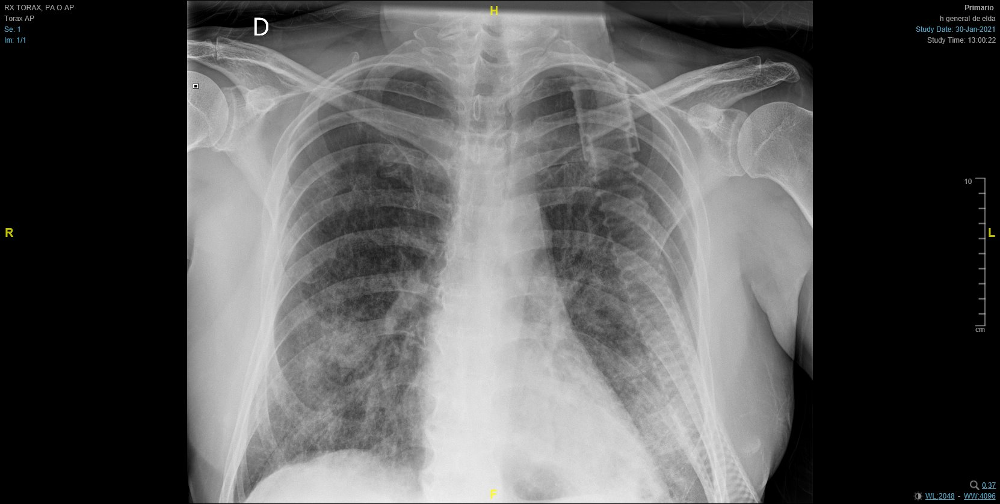 RX TORAX, PA O AP
Torax AP
Se: 1
Im: 1/1
D
H
Primario
h general de elda
Study Date: 30-Jan-2021
Study Time: 13:00:22
10
R
L
cm
F
0.37
WL:2048 - WW:4096